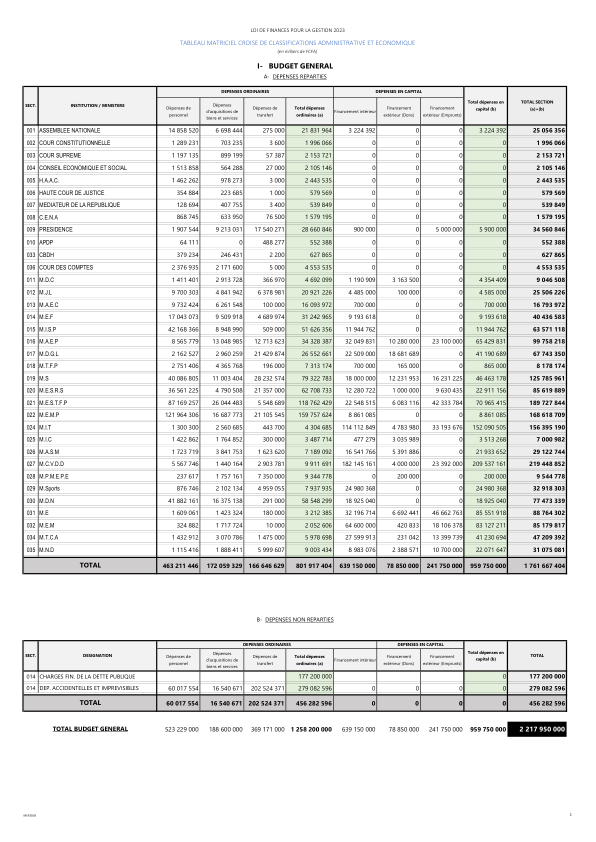 LOI DE FINANCES POUR LA GESTION 2023
TABLEAU MATRICIEL CROISE DE CLASSIFICATIONS ADMINISTRATIVE ET ECONOMIQUE
(en milliers de FCFA)
I- BUDGET GENERAL
A- DEPENSES REPARTIES
SECT. INSTITUTION / MINISTERE DEPENSES ORDINAIRES DEPENSES EN CAPITAL Total dépenses en capital (b) TOTAL SECTION (a)+(b)
Dépenses de personnel Dépenses d'acquisitions de biens et services Dépenses de transfert Total dépenses ordinaires (a) Financement intérieur Financement extérieur (Dons) Financement extérieur (Emprunts)
001 ASSEMBLEE NATIONALE 14 858 520 6 698 444 275 000 21 831 964 3 224 392 0 0 3 224 392 25 056 356
002 COUR CONSTITUTIONNELLE 1 289 231 703 235 3 600 1 996 066 0 0 0 0 1 996 066
003 COUR SUPREME 1 197 135 899 199 57 387 2 153 721 0 0 0 0 2 153 721
004 CONSEIL ECONOMIQUE ET SOCIAL 1 513 858 564 288 27 000 2 105 146 0 0 0 0 2 105 146
005 H.A.A.C. 1 462 262 978 273 3 000 2 443 535 0 0 0 0 2 443 535
006 HAUTE COUR DE JUSTICE 354 884 223 685 1 000 579 569 0 0 0 0 579 569
007 MEDIATEUR DE LA REPUBLIQUE 128 694 407 755 3 400 539 849 0 0 0 0 539 849
008 C.E.N.A 868 745 633 950 76 500 1 579 195 0 0 0 0 1 579 195
009 PRESIDENCE 1 907 544 9 213 031 17 540 271 28 660 846 900 000 0 5 000 000 5 900 000 34 560 846
010 APDP 64 111 0 488 277 552 388 0 0 0 0 552 388
033 CBDH 379 234 246 431 2 200 627 865 0 0 0 0 627 865
036 COUR DES COMPTES 2 376 935 2 171 600 5 000 4 553 535 0 0 0 0 4 553 535
011 M.D.C 1 411 401 2 913 728 366 970 4 692 099 1 190 909 3 163 500 0 4 354 409 9 046 508
012 M.J.L 9 700 303 4 841 942 6 378 981 20 921 226 4 485 000 100 000 0 4 585 000 25 506 226
013 M.A.E.C 9 732 424 6 261 548 100 000 16 093 972 700 000 0 0 700 000 16 793 972
014 M.E.F 17 043 073 9 509 918 4 689 974 31 242 965 9 193 618 0 0 9 193 618 40 436 583
015 M.I.S.P 42 168 366 8 948 990 509 000 51 626 356 11 944 762 0 0 11 944 762 63 571 118
016 M.A.E.P 8 565 779 13 048 985 12 713 623 34 328 387 32 049 831 10 280 000 23 100 000 65 429 831 99 758 218
017 M.D.G.L 2 162 527 2 960 259 21 429 874 26 552 661 22 509 000 18 681 689 0 41 190 689 67 743 350
018 M.T.F.P 2 751 406 4 365 768 196 000 7 313 174 700 000 165 000 0 865 000 8 178 174
019 M.S 40 086 805 11 003 404 28 232 574 79 322 783 18 000 000 12 231 953 16 231 225 46 463 178 125 785 961
020 M.E.S.R.S 36 561 225 4 790 508 21 357 000 62 708 733 12 280 722 1 000 000 9 630 435 22 911 156 85 619 889
021 M.E.S.T.F.P 87 169 257 26 044 483 5 548 689 118 762 429 22 548 515 6 083 116 42 333 784 70 965 415 189 727 844
022 M.E.M.P 121 964 306 16 687 773 21 105 545 159 757 624 8 861 085 0 0 8 861 085 168 618 709
024 M.I.T 1 300 300 2 560 685 443 700 4 304 685 114 112 849 4 783 980 33 193 676 152 090 505 156 395 190
025 M.I.C 1 422 862 1 764 852 300 000 3 487 714 477 279 3 035 989 0 3 513 268 7 000 982
026 M.A.S.M 1 723 719 3 841 753 1 623 620 7 189 092 16 541 766 5 391 886 0 21 933 652 29 122 744
027 M.C.V.D.D 5 567 746 1 440 164 2 903 781 9 911 691 182 145 161 4 000 000 23 392 000 209 537 161 219 448 852
028 M.P.M.E.P.E 237 617 1 757 161 7 350 000 9 344 778 0 200 000 0 200 000 9 544 778
029 M.Sports 876 746 2 102 134 4 959 055 7 937 935 24 980 368 0 0 24 980 368 32 918 303
030 M.D.N 41 882 161 16 375 138 291 000 58 548 299 18 925 040 0 0 18 925 040 77 473 339
031 M.E 1 609 061 1 423 324 180 000 3 212 385 32 196 714 6 692 441 46 662 763 85 551 918 88 764 302
032 M.E.M 324 882 1 717 724 10 000 2 052 606 64 600 000 420 833 18 106 378 83 127 211 85 179 817
034 M.T.C.A 1 432 912 3 070 786 1 475 000 5 978 698 27 599 913 231 042 13 399 739 41 230 694 47 209 392
035 M.N.D 1 115 416 1 888 411 5 999 607 9 003 434 8 983 076 2 388 571 10 700 000 22 071 647 31 075 081
TOTAL 463 211 446 172 059 329 166 646 629 801 917 404 639 150 000 78 850 000 241 750 000 959 750 000 1 761 667 404
B- DEPENSES NON REPARTIES
SECT. DESIGNATION DEPENSES ORDINAIRES DEPENSES EN CAPITAL Total dépenses en capital (b) TOTAL
Dépenses de personnel Dépenses d'acquisitions de biens et services Dépenses de transfert Total dépenses ordinaires (a) Financement intérieur Financement extérieur (Dons) Financement extérieur (Emprunts)
014 CHARGES FIN. DE LA DETTE PUBLIQUE 177 200 000 0 177 200 000
014 DEP. ACCIDENTELLES ET IMPREVISIBLES 60 017 554 16 540 671 202 524 371 279 082 596 0 0 0 0 279 082 596
TOTAL 60 017 554 16 540 671 202 524 371 456 282 596 0 0 0 0 456 282 596
TOTAL BUDGET GENERAL 523 229 000 188 600 000 369 171 000 1 258 200 000 639 150 000 78 850 000 241 750 000 959 750 000 2 217 950 000
1